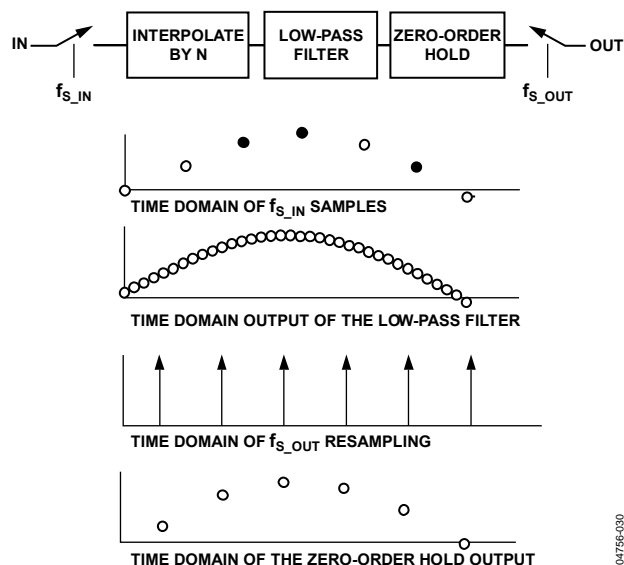 IN
INTERPOLATE
BY N
LOW-PASS
FILTER
ZERO-ORDER
HOLD
OUT
fS_IN
fS_OUT
TIME DOMAIN OF fS_IN SAMPLES
TIME DOMAIN OUTPUT OF THE LOW-PASS FILTER
TIME DOMAIN OF fS_OUT RESAMPLING
TIME DOMAIN OF THE ZERO-ORDER HOLD OUTPUT
04756-030